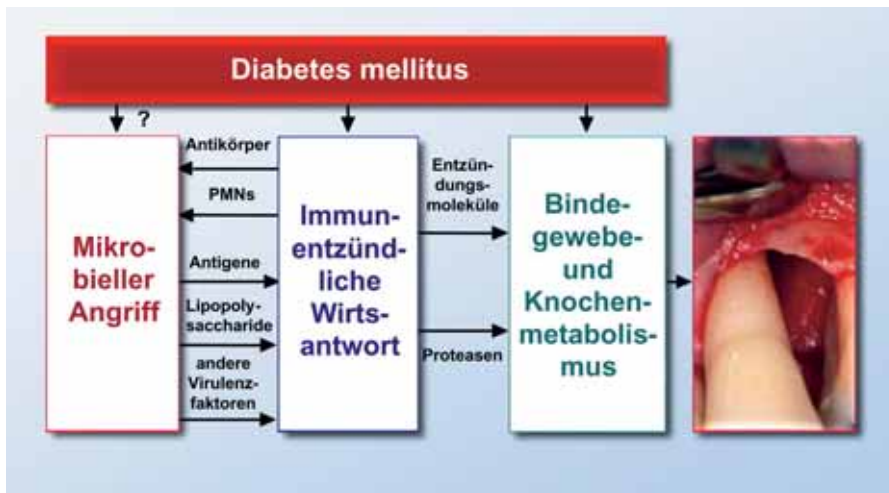 Diabetes mellitus
?
Mikro-
bieller
Angriff
Antikörper
PMNs
Antigene
Lipopoly-
saccharide
andere
Virulenz-
faktoren
Immun-
entzünd-
liche
Wirts-
antwort
Entzün-
dungs-
moleküle
Proteasen
Binde-
gewebe-
und
Knochen-
metabolis-
mus